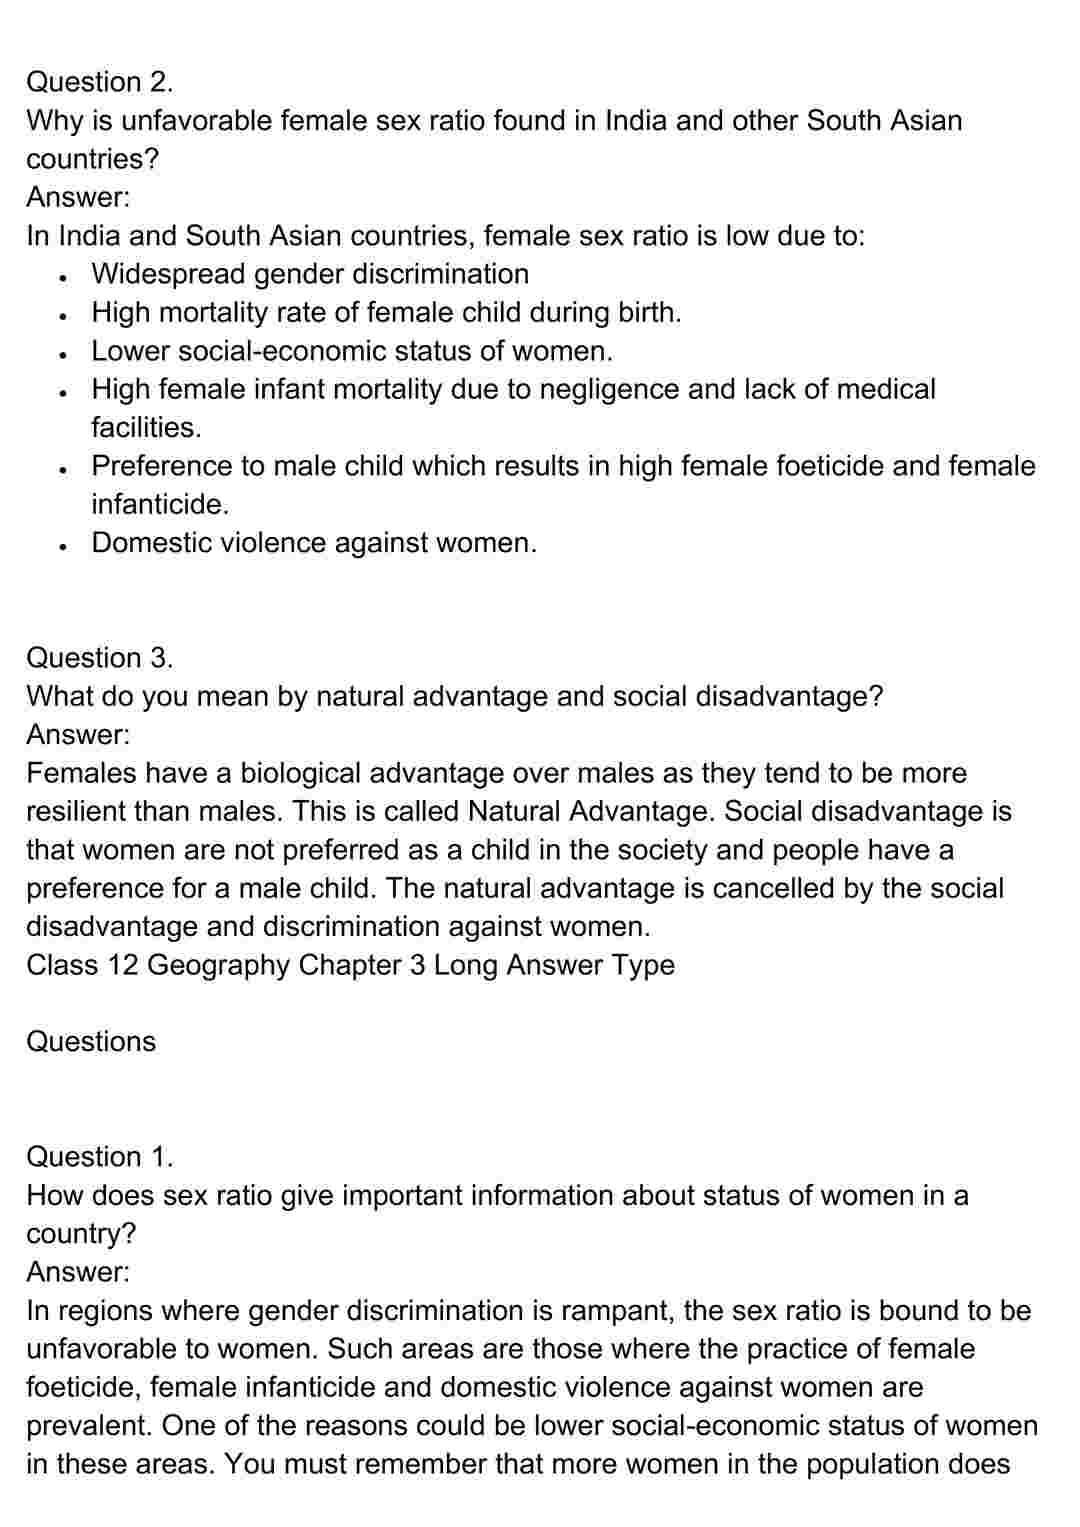 Question 2.
Why is unfavorable female sex ratio found in India and other South Asian
countries?
Answer:
In India and South Asian countries, female sex ratio is low due to:
• Widespread gender discrimination
• High mortality rate of female child during birth.
• Lower social-economic status of women.
• High female infant mortality due to negligence and lack of medical
facilities.
• Preference to male child which results in high female foeticide and female
infanticide.
• Domestic violence against women.
Question 3.
What do you mean by natural advantage and social disadvantage?
Answer:
Females have a biological advantage over males as they tend to be more
resilient than males. This is called Natural Advantage. Social disadvantage is
that women are not preferred as a child in the society and people have a
preference for a male child. The natural advantage is cancelled by the social
disadvantage and discrimination against women.
Class 12 Geography Chapter 3 Long Answer Type
Questions
Question 1.
How does sex ratio give important information about status of women in a
country?
Answer:
In regions where gender discrimination is rampant, the sex ratio is bound to be
unfavorable to women. Such areas are those where the practice of female
foeticide, female infanticide and domestic violence against women are
prevalent. One of the reasons could be lower social-economic status of women
in these areas. You must remember that more women in the population does